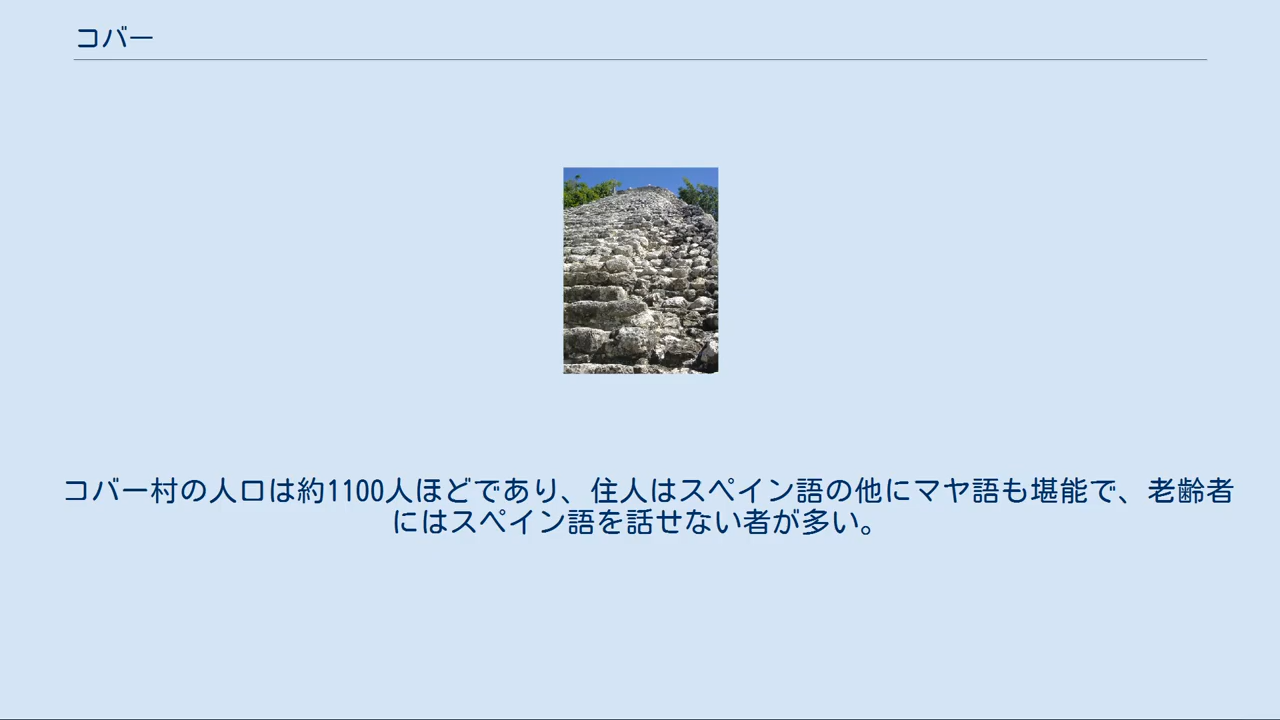 コバー
コバー村の人口は約1100人ほどであり、住人はスペイン語の他にマヤ語も堪能で、老齢者
にはスペイン語を話せない者が多い。